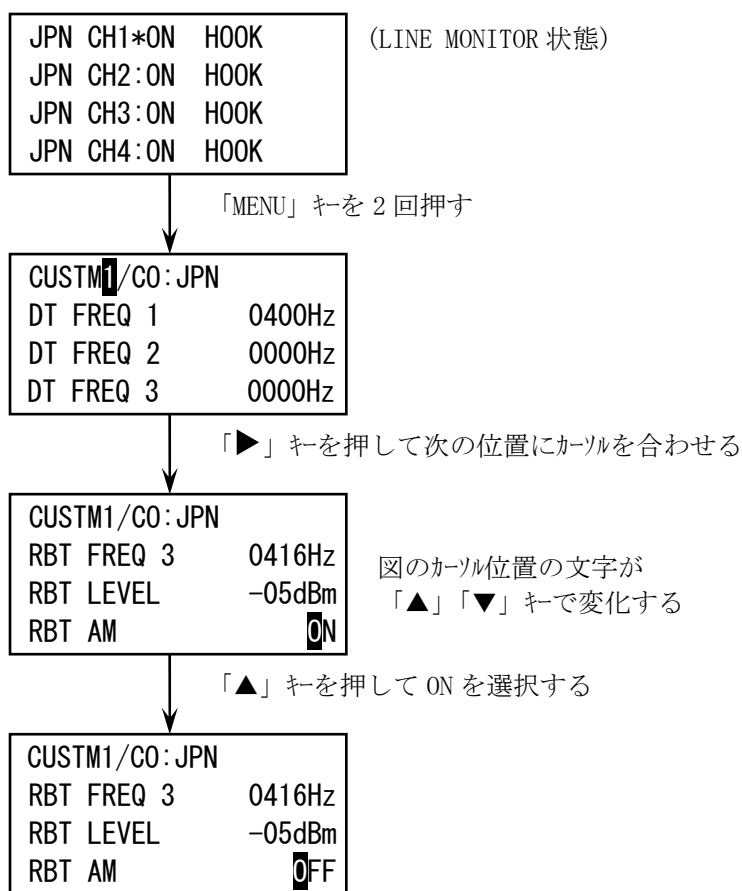 JPN CH1*ON HOOK (LINE MONITOR 状態)
JPN CH2:ON HOOK
JPN CH3:ON HOOK
JPN CH4:ON HOOK
「MENU」ｷｰを 2 回押す
CUSTM1/CO:JPN
DT FREQ 1 0400Hz
DT FREQ 2 0000Hz
DT FREQ 3 0000Hz
「▶」ｷｰを押して次の位置にｶｰｿﾙを合わせる
CUSTM1/CO:JPN
RBT FREQ 3 0416Hz
RBT LEVEL -05dBm
RBT AM ON
図のｶｰｿﾙ位置の文字が
「▲」「▼」ｷｰで変化する
「▲」ｷｰを押して ON を選択する
CUSTM1/CO:JPN
RBT FREQ 3 0416Hz
RBT LEVEL -05dBm
RBT AM OFF